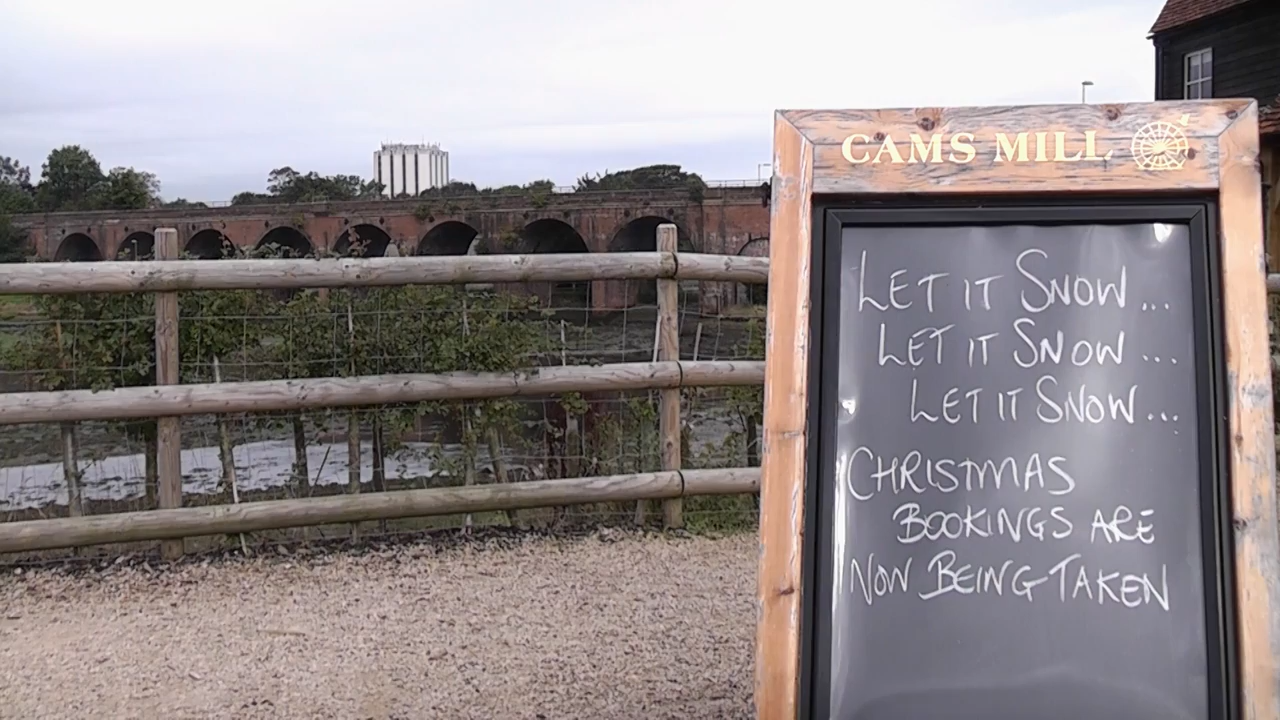 CAMS MILL
LET IT SNOW...
LET IT SNOW...
LET IT SNOW...
CHRISTMAS
BOOKINGS ARE
NOW BEING TAKEN